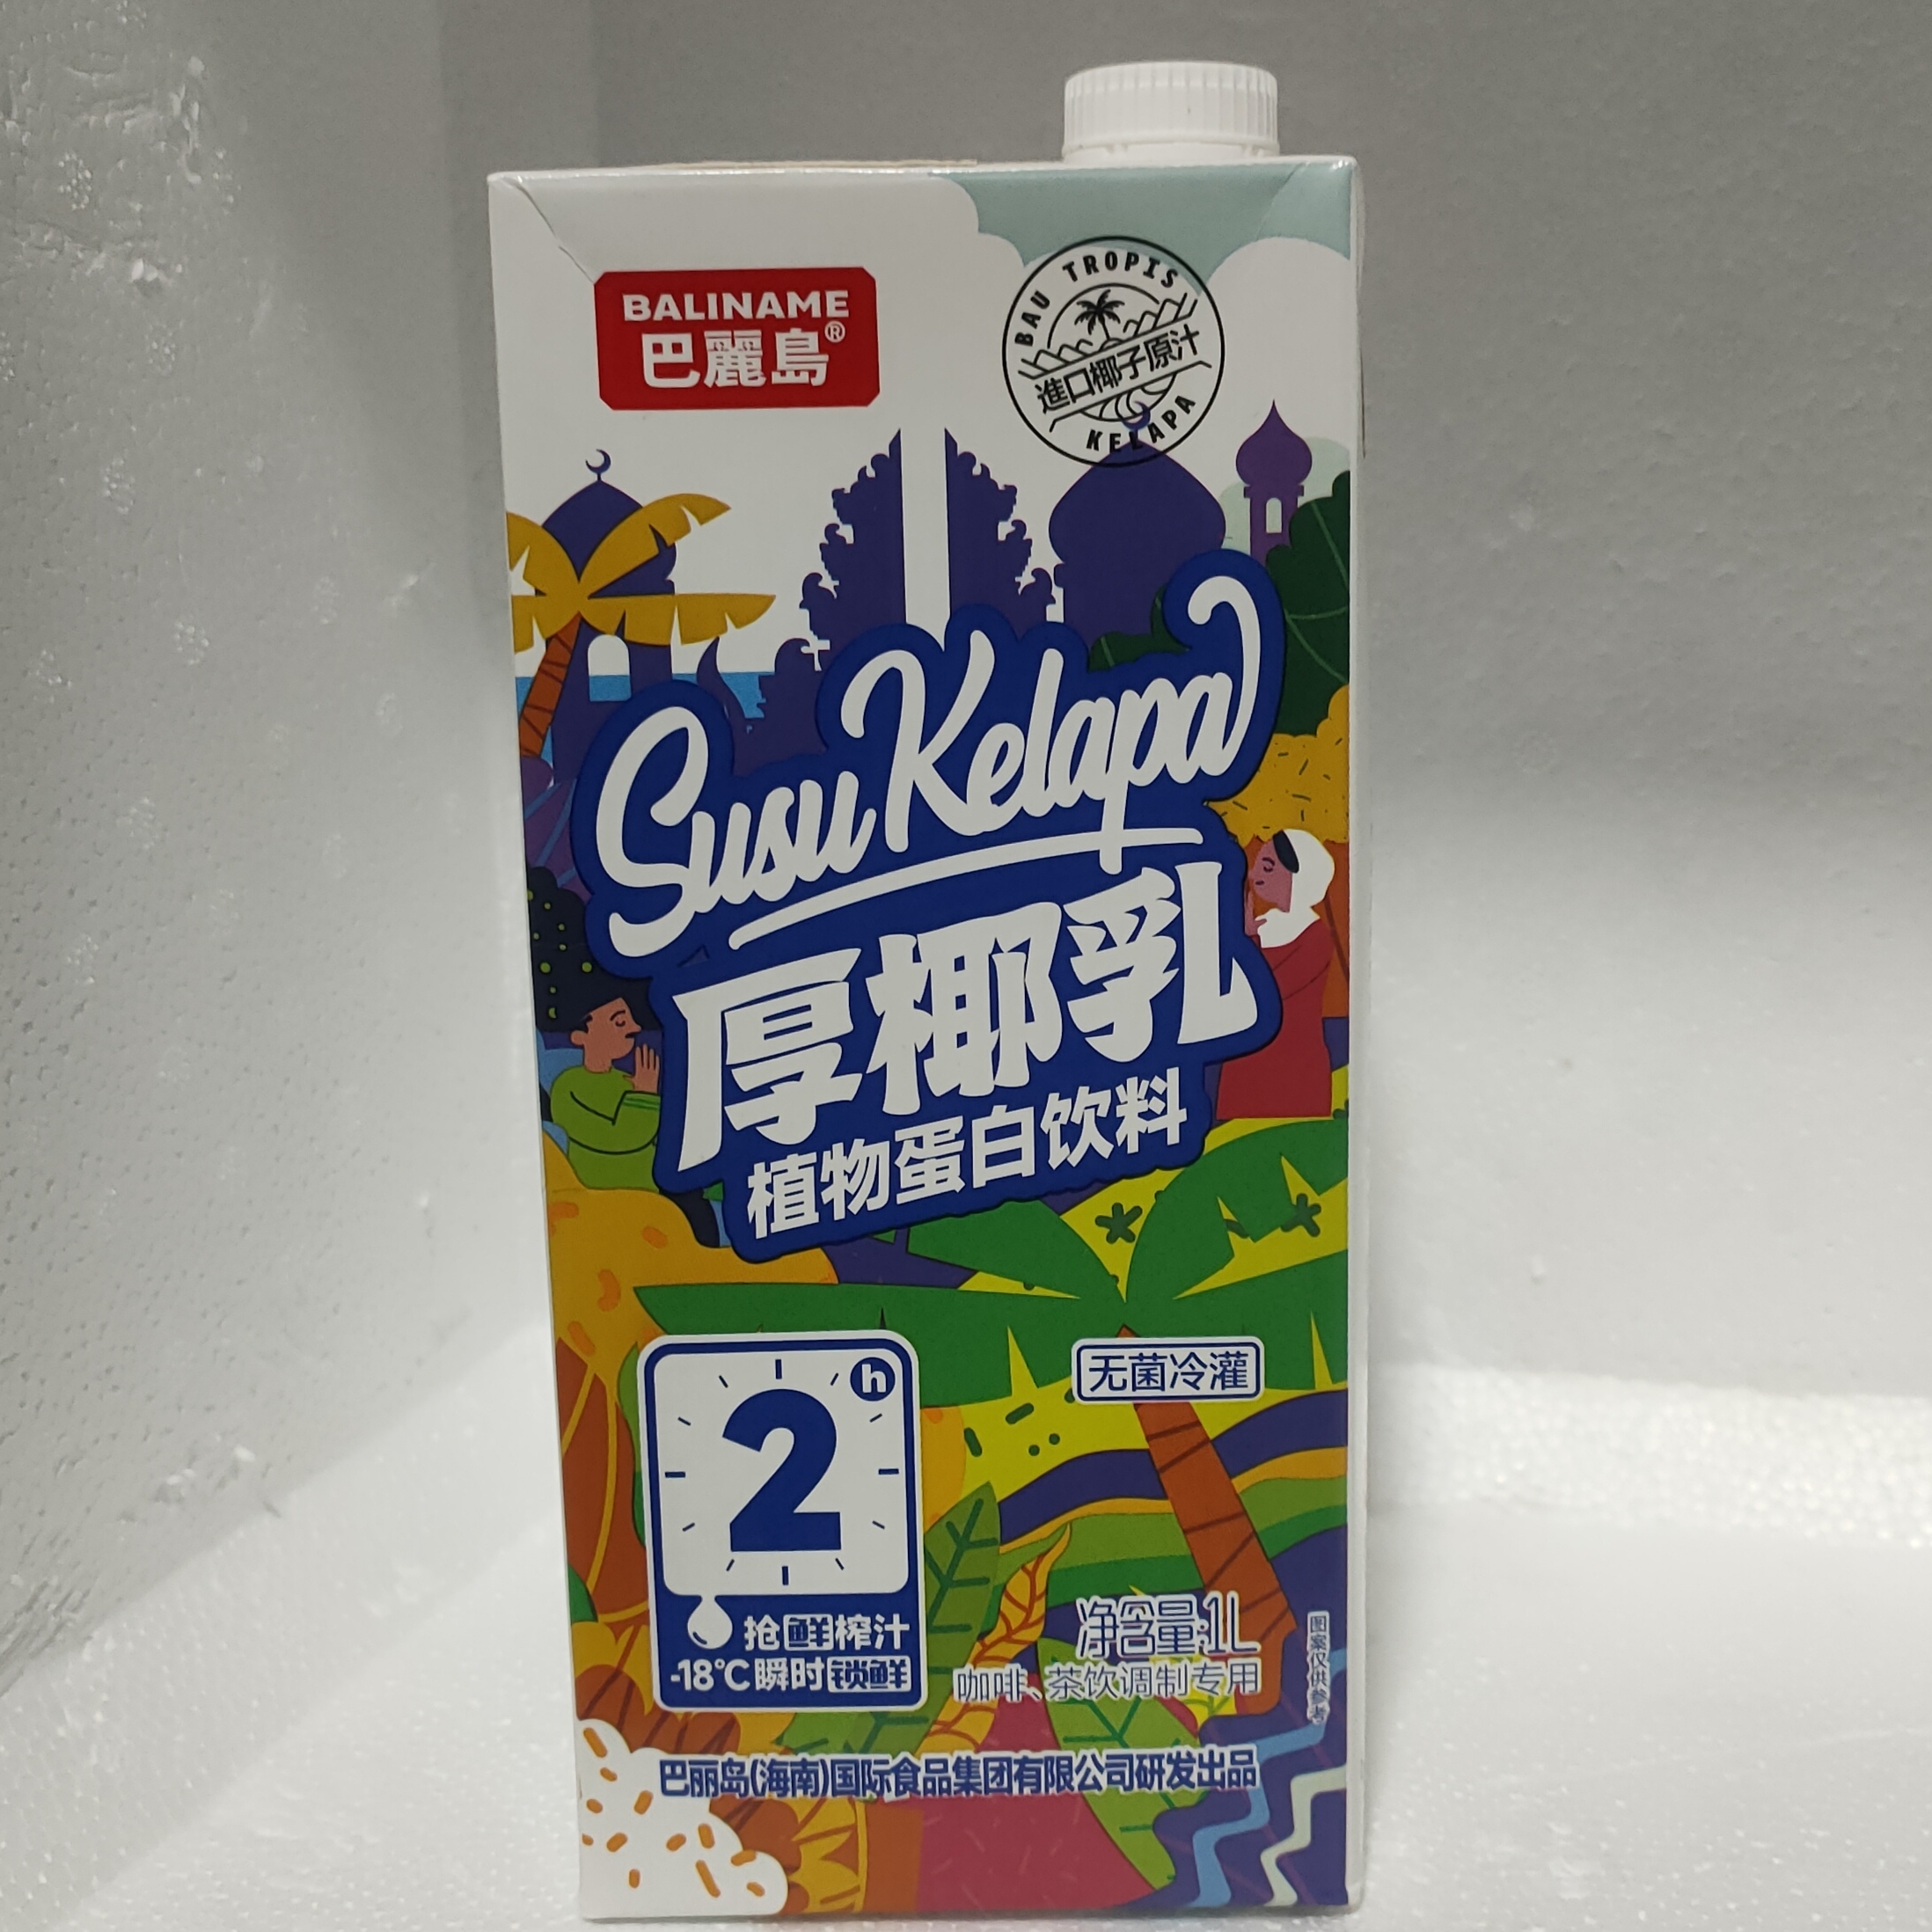 BALINAME
巴麗島®
BAU TROPIS
進口椰子原汁
KELAPA
Susu Kelapa
厚椰乳
植物蛋白饮料
2 h
抢鲜榨汁
-18℃瞬时锁鲜
无菌冷灌
净含量:1L
咖啡、茶饮调制专用
图案仅供参考
巴丽岛(海南)国际食品集团有限公司研发出品